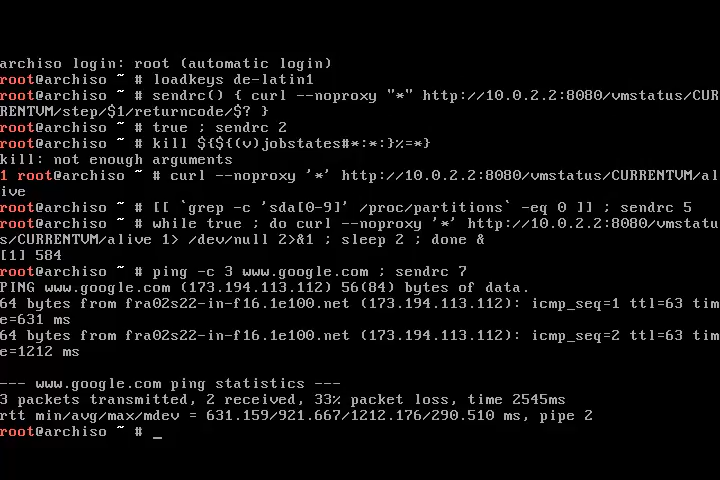 archiso login: root (automatic login)
root@archiso ~ # loadkeys de-latin1
root@archiso ~ # sendrc() { curl --noproxy "*" http://10.0.2.2:8080/vmstatus/CUR
RENTVM/step/$1/returncode/$? }
root@archiso ~ # true ; sendrc 2
root@archiso ~ # kill ${${(v)jobstates#*:*:}%=*}
kill: not enough arguments
1 root@archiso ~ # curl --noproxy '*' http://10.0.2.2:8080/vmstatus/CURRENTVM/al
ive
root@archiso ~ # [[ `grep -c 'sda[0-9]' /proc/partitions` -eq 0 ]] ; sendrc 5
root@archiso ~ # while true ; do curl --noproxy '*' http://10.0.2.2:8080/vmstatu
s/CURRENTVM/alive 1> /dev/null 2>&1 ; sleep 2 ; done &
[1] 584
root@archiso ~ # ping -c 3 www.google.com ; sendrc 7
PING www.google.com (173.194.113.112) 56(84) bytes of data.
64 bytes from fra02s22-in-f16.1e100.net (173.194.113.112): icmp_seq=1 ttl=63 tim
e=631 ms
64 bytes from fra02s22-in-f16.1e100.net (173.194.113.112): icmp_seq=2 ttl=63 tim
e=1212 ms

--- www.google.com ping statistics ---
3 packets transmitted, 2 received, 33% packet loss, time 2545ms
rtt min/avg/max/mdev = 631.159/921.667/1212.176/290.510 ms, pipe 2
root@archiso ~ # _